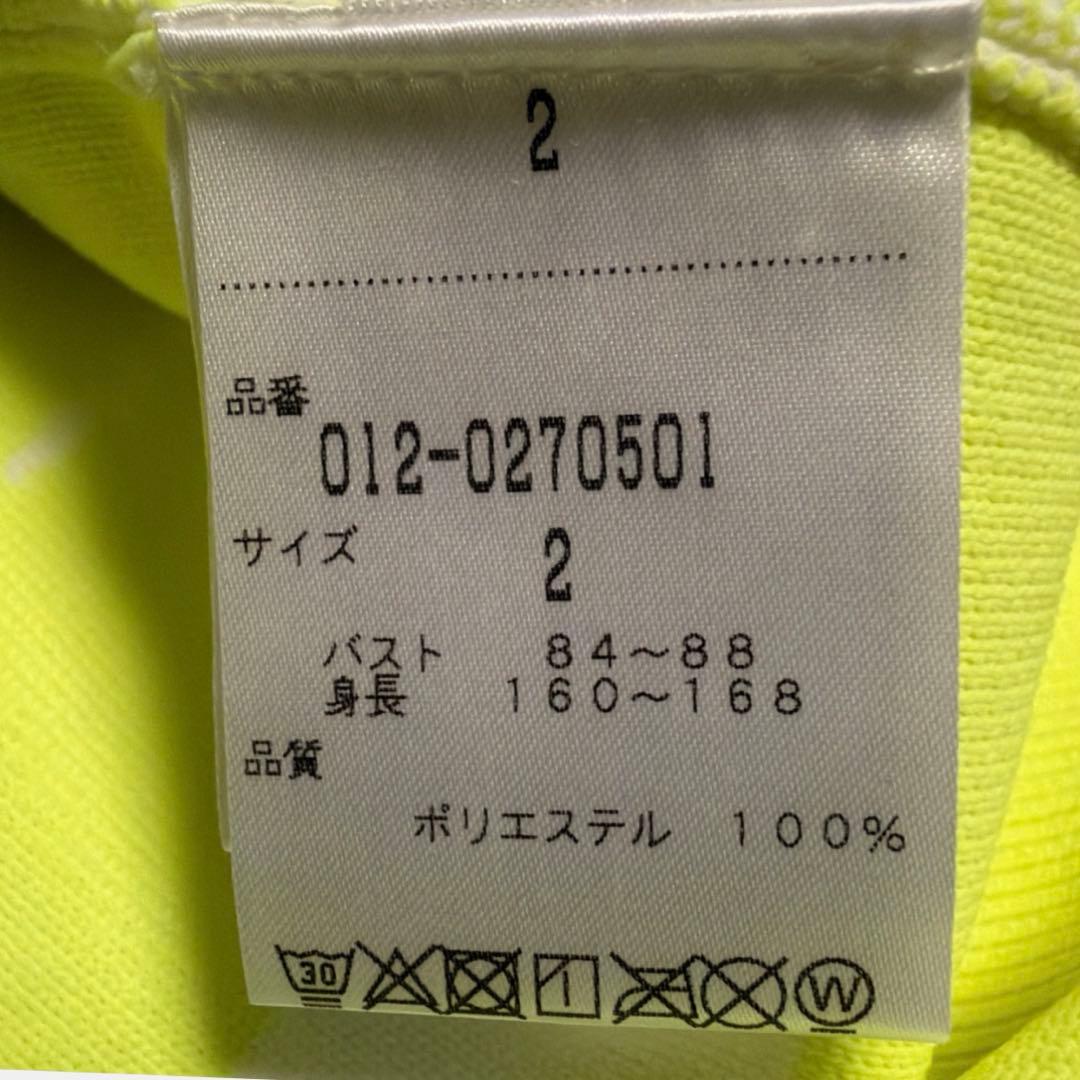 2
品番
012-0270501
サイズ 2
バスト 84～88
身長 160～168
品質
ポリエステル 100%
30 W